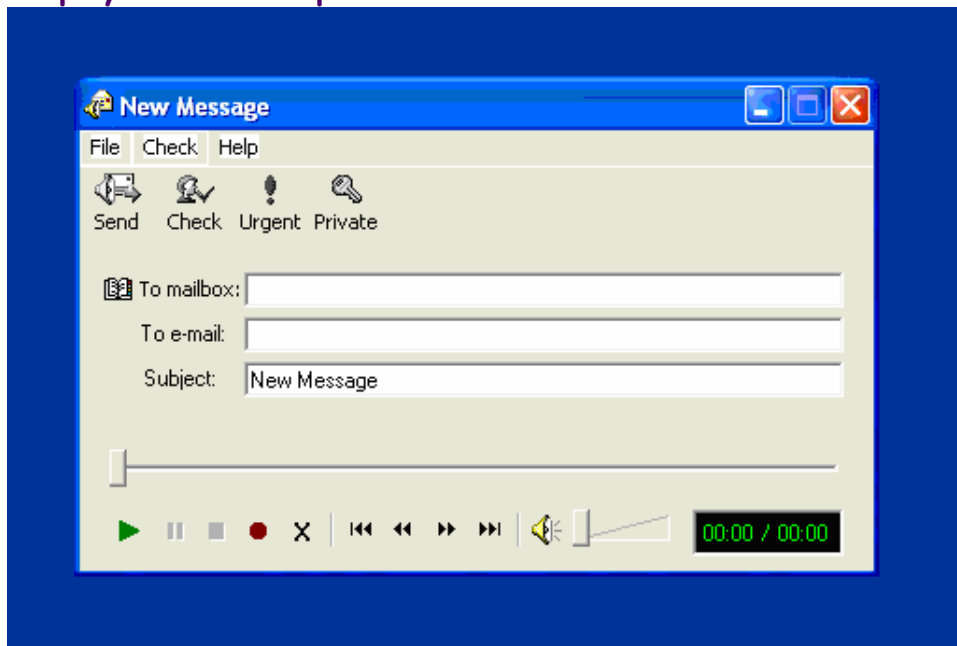 New Message
File Check Help
Send Check Urgent Private
To mailbox:
To e-mail:
Subject: New Message
00:00 / 00:00